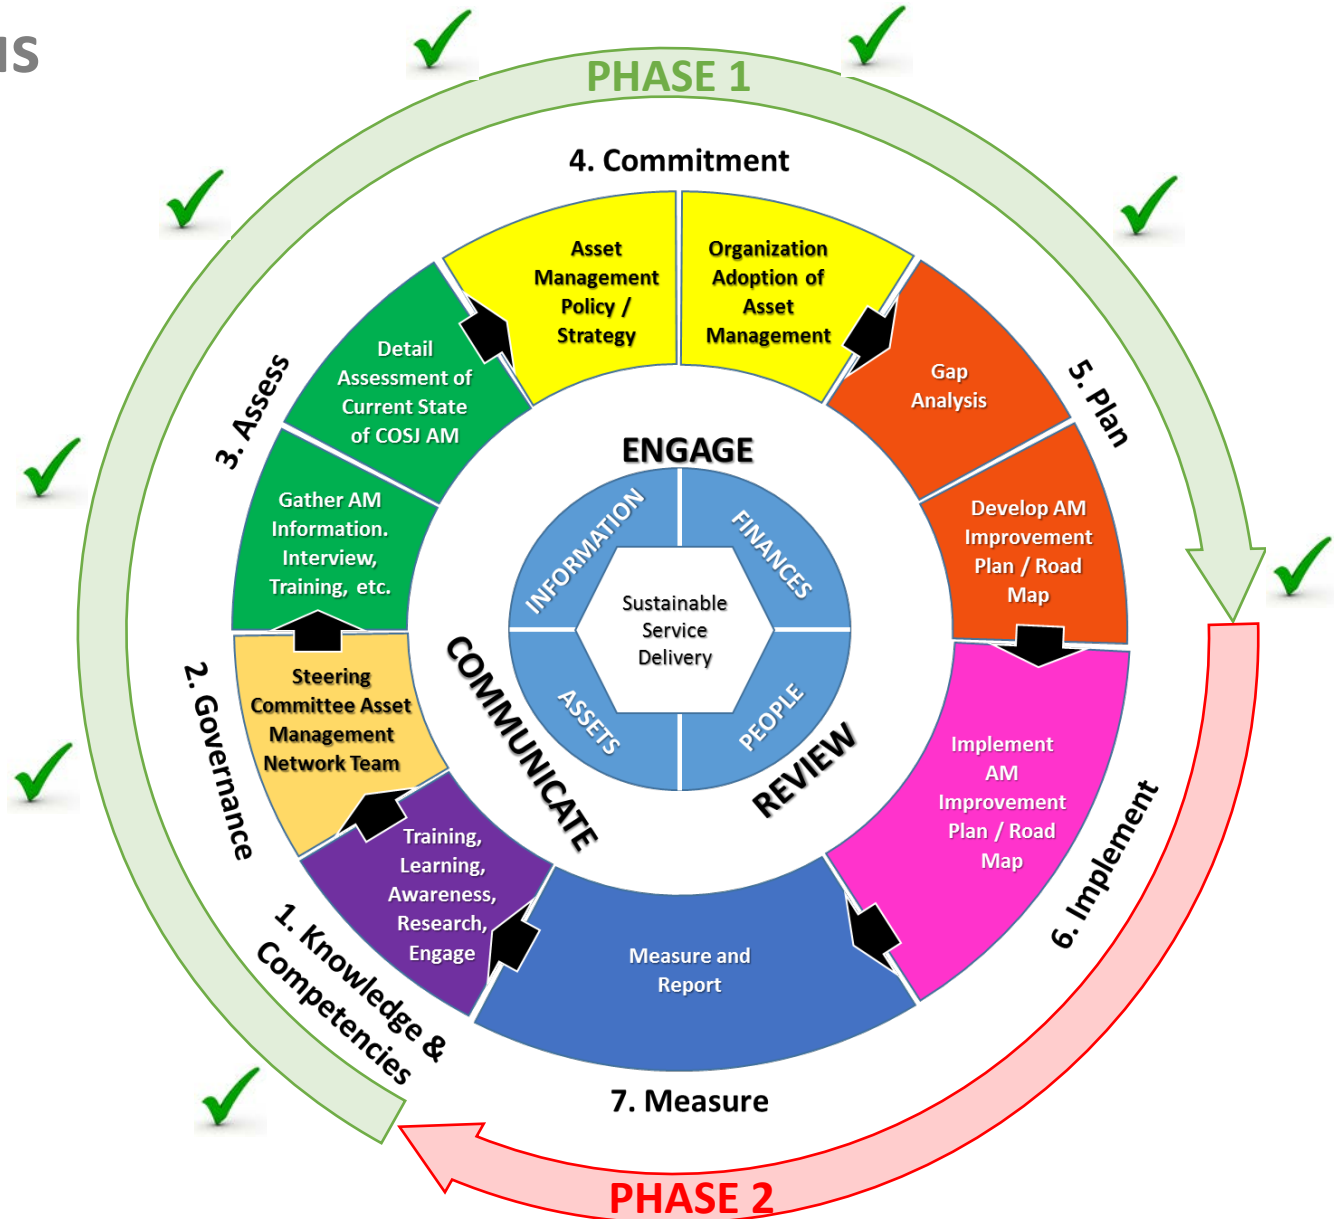 PHASE 1
4. Commitment
Asset
Management
Policy /
Strategy
Organization
Adoption of
Asset
Management
3. Assess
Detail
Assessment of
Current State
of COSJ AM
Gather AM
Information.
Interview,
Training, etc.
5. Plan
Gap
Analysis
Develop AM
Improvement
Plan / Road
Map
ENGAGE
INFORMATION
FINANCES
Sustainable
Service
Delivery
ASSETS
PEOPLE
COMMUNICATE
REVIEW
2. Governance
Steering
Committee Asset
Management
Network Team
1. Knowledge &
Competencies
Training,
Learning,
Awareness,
Research,
Engage
Implement
AM
Improvement
Plan / Road
Map
6. Implement
Measure and
Report
7. Measure
PHASE 2